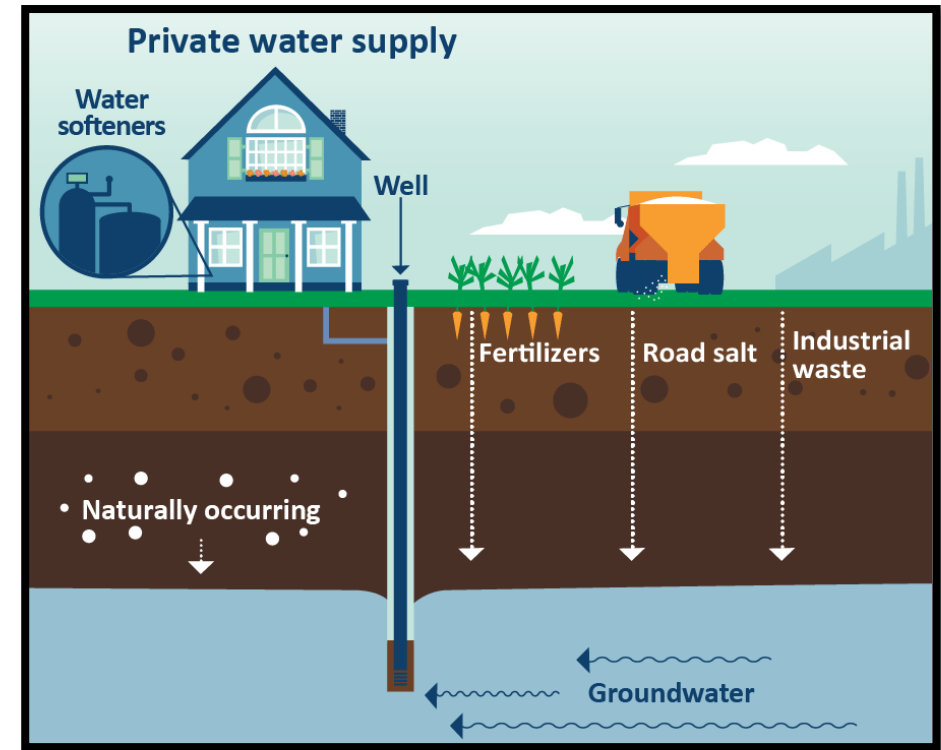 Private water supply
Water
softeners
Well
Fertilizers
Road salt
Industrial
waste
Naturally occurring
Groundwater